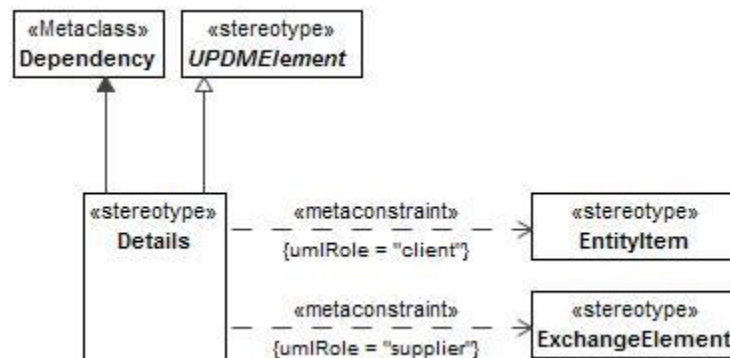 «Metaclass»
Dependency
«stereotype»
UPDMElement
«stereotype»
Details
«metaconstraint»
{umlRole = "client"}
«stereotype»
EntityItem
«metaconstraint»
{umlRole = "supplier"}
«stereotype»
ExchangeElement